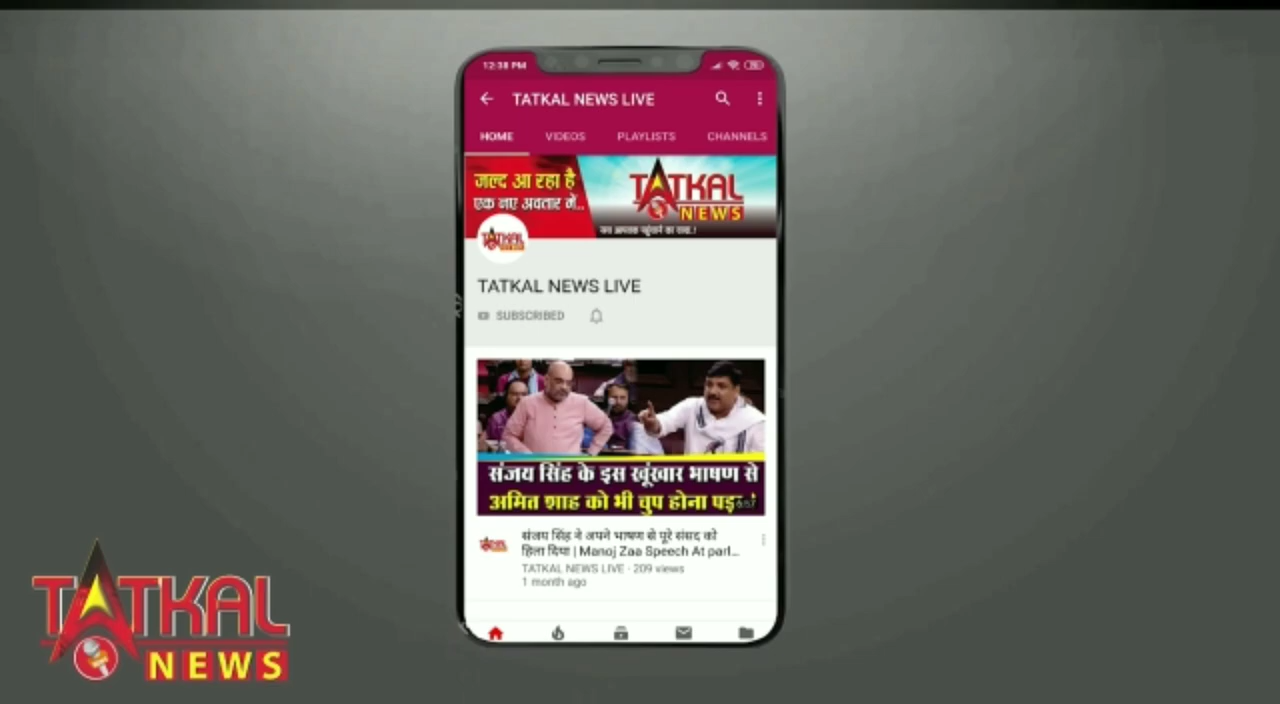 12:38 PM
TATKAL NEWS LIVE
HOME VIDEOS PLAYLISTS CHANNELS
जल्द आ रहा है
एक नए अवतार में..
TATKAL
NEWS
TATKAL
TATKAL NEWS LIVE
SUBSCRIBED
संजय सिंह के इस खूंखार भाषण से
अमित शाह को भी चुप होना पड़ा
संजय सिंह ने अपने भाषण से पूरे संसद को
हिला दिया | Manoj Zaa Speech At parl...
TATKAL NEWS LIVE · 209 views
1 month ago
TATKAL
NEWS